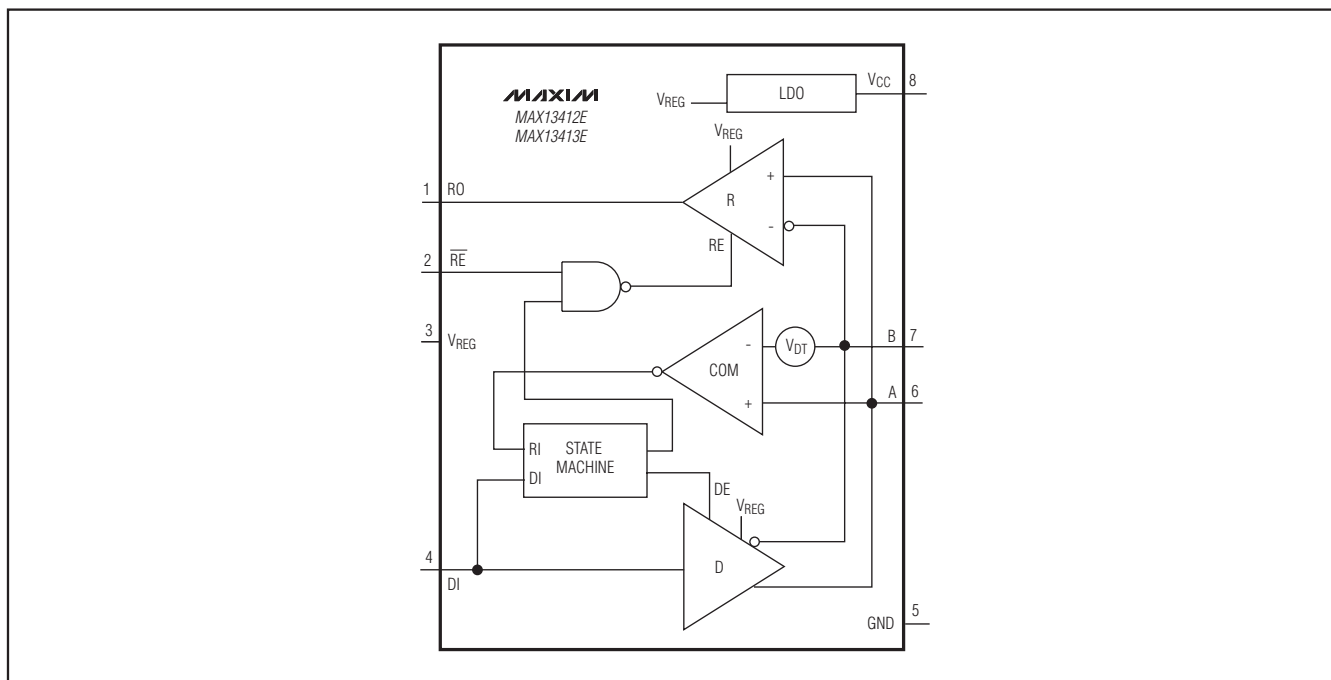 VCC 8
LDO
VREG
MAXIM
MAX13412E
MAX13413E
VREG
+
1 RO
R
-
RE
2 R̅E̅
3 VREG
-
VDT
B 7
COM
A 6
+
RI
STATE
MACHINE
DI
DE
VREG
4
D
DI
5
GND